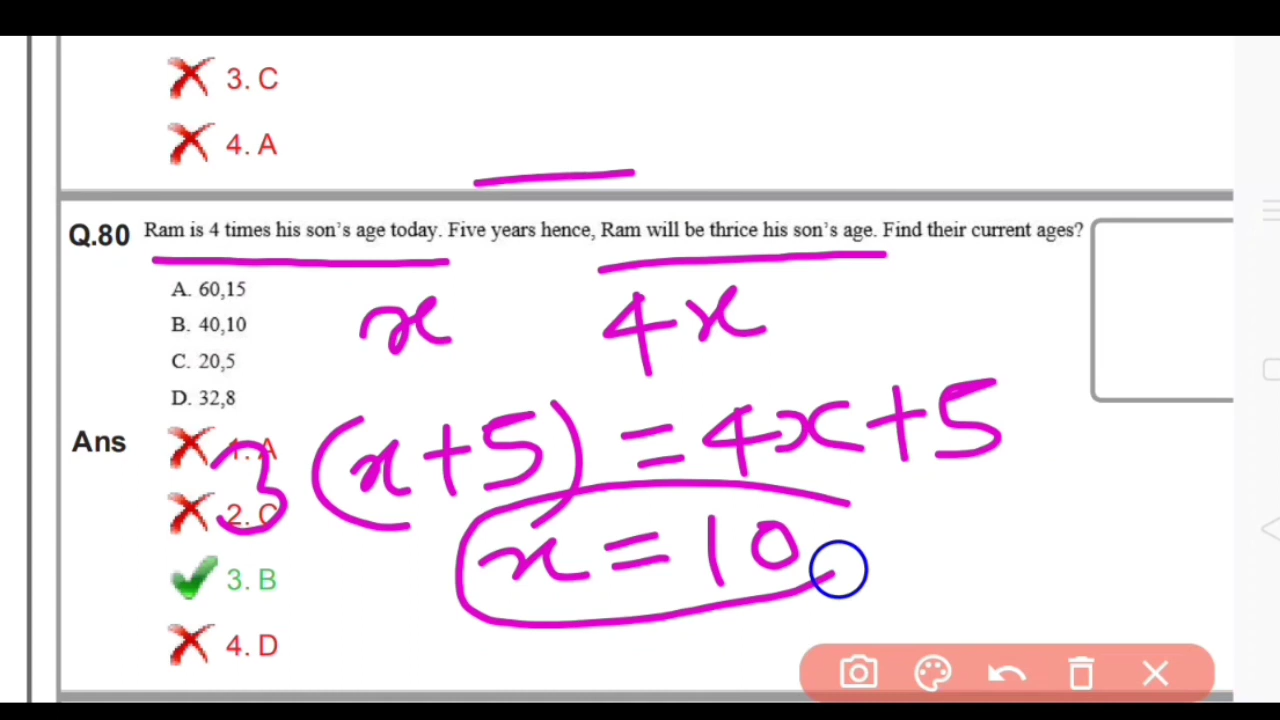 3. C
4. A
Q.80 Ram is 4 times his son's age today. Five years hence, Ram will be thrice his son's age. Find their current ages?
A. 60,15
B. 40,10
C. 20,5
D. 32,8
x 4x
3 (x+5) = 4x+5
x = 10
Ans
1. A
2. C
3. B
4. D